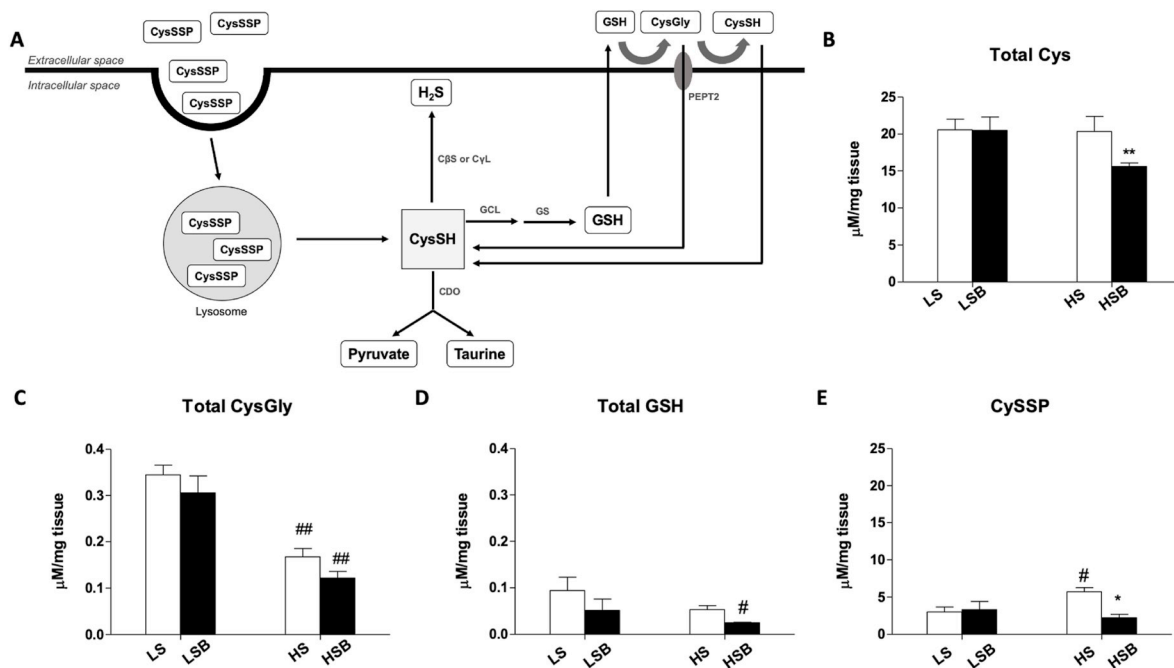 A
CysSSP
CysSSP
Extracellular space
Intracellular space
CysSSP
CysSSP
CysSSP
CysSSP
CysSSP
Lysosome
H₂S
CβS or CγL
CysSH
GCL
GS
GSH
CDO
Pyruvate
Taurine
GSH
CysGly
CysSH
PEPT2
B
Total Cys
μM/mg tissue
25
20
15
10
5
0
**
LS
LSB
HS
HSB
C
Total CysGly
μM/mg tissue
0.4
0.3
0.2
0.1
0.0
##
##
LS
LSB
HS
HSB
D
Total GSH
μM/mg tissue
0.4
0.3
0.2
0.1
0.0
#
LS
LSB
HS
HSB
E
CySSP
μM/mg tissue
25
20
15
10
5
0
#
*
LS
LSB
HS
HSB